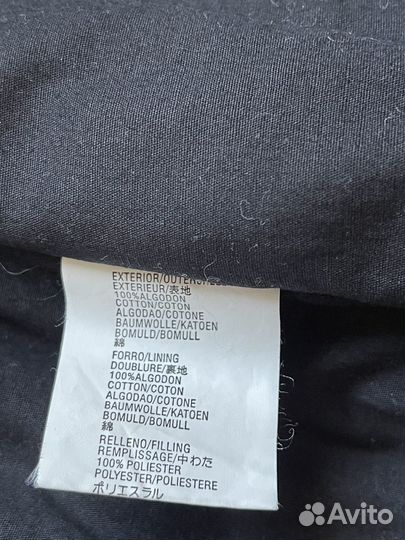 EXTERIOR/OUTER
EXTERIEUR/表地
100%ALGODON
COTTON/COTON
ALGODAO/COTONE
BAUMWOLLE/KATOEN
BOMULD/BOMULL
綿
FORRO/LINING
DOUBLURE/裏地
100%ALGODON
COTTON/COTON
ALGODAO/COTONE
BAUMWOLLE/KATOEN
BOMULD/BOMULL
綿
RELLENO/FILLING
REMPLISSAGE/中わた
100% POLIESTER
POLYESTER/POLIESTERE
ポリエスラル
Avito